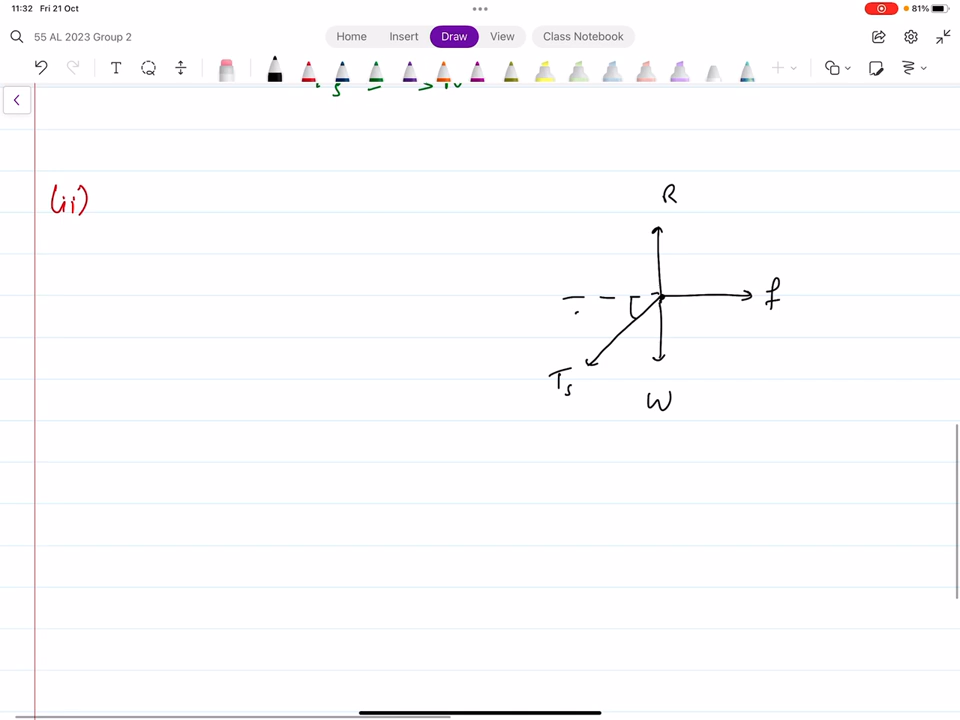 11:32 Fri 21 Oct
81%
55 AL 2023 Group 2
Home Insert Draw View Class Notebook
(ii)
R
f
Ts
W